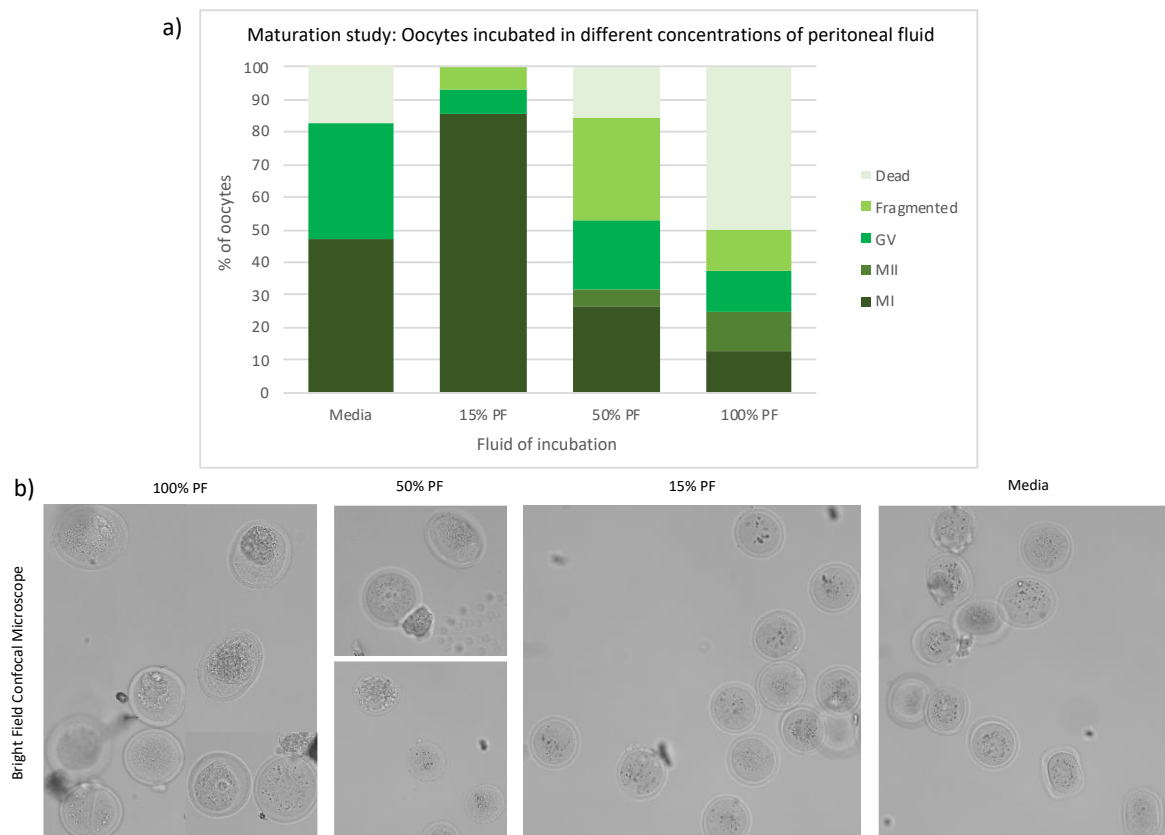 a)
Maturation study: Oocytes incubated in different concentrations of peritoneal fluid
% of oocytes
100
90
80
70
60
50
40
30
20
10
0
Media 15% PF 50% PF 100% PF
Fluid of incubation
Dead
Fragmented
GV
MII
MI
b)
100% PF 50% PF 15% PF Media
Bright Field Confocal Microscope